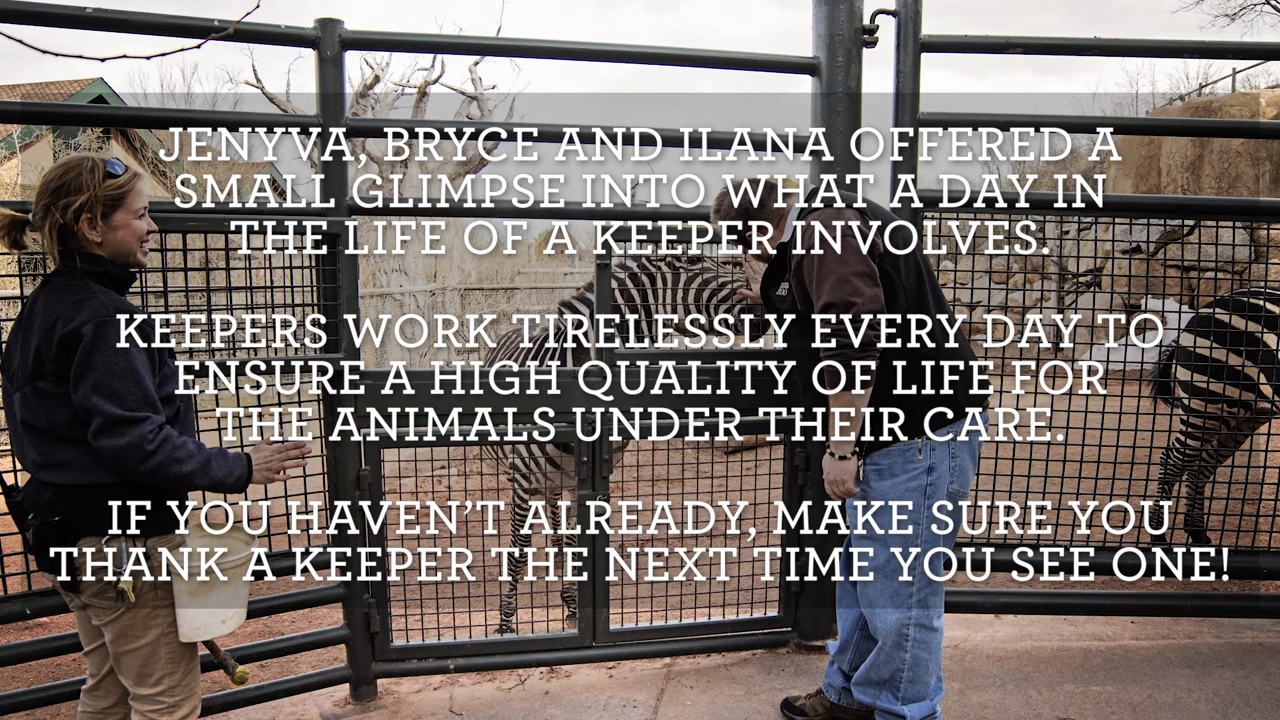 JENYVA, BRYCE AND ILANA OFFERED A
SMALL GLIMPSE INTO WHAT A DAY IN
THE LIFE OF A KEEPER INVOLVES.
KEEPERS WORK TIRELESSLY EVERY DAY TO
ENSURE A HIGH QUALITY OF LIFE FOR
THE ANIMALS UNDER THEIR CARE.
IF YOU HAVEN’T ALREADY, MAKE SURE YOU
THANK A KEEPER THE NEXT TIME YOU SEE ONE!